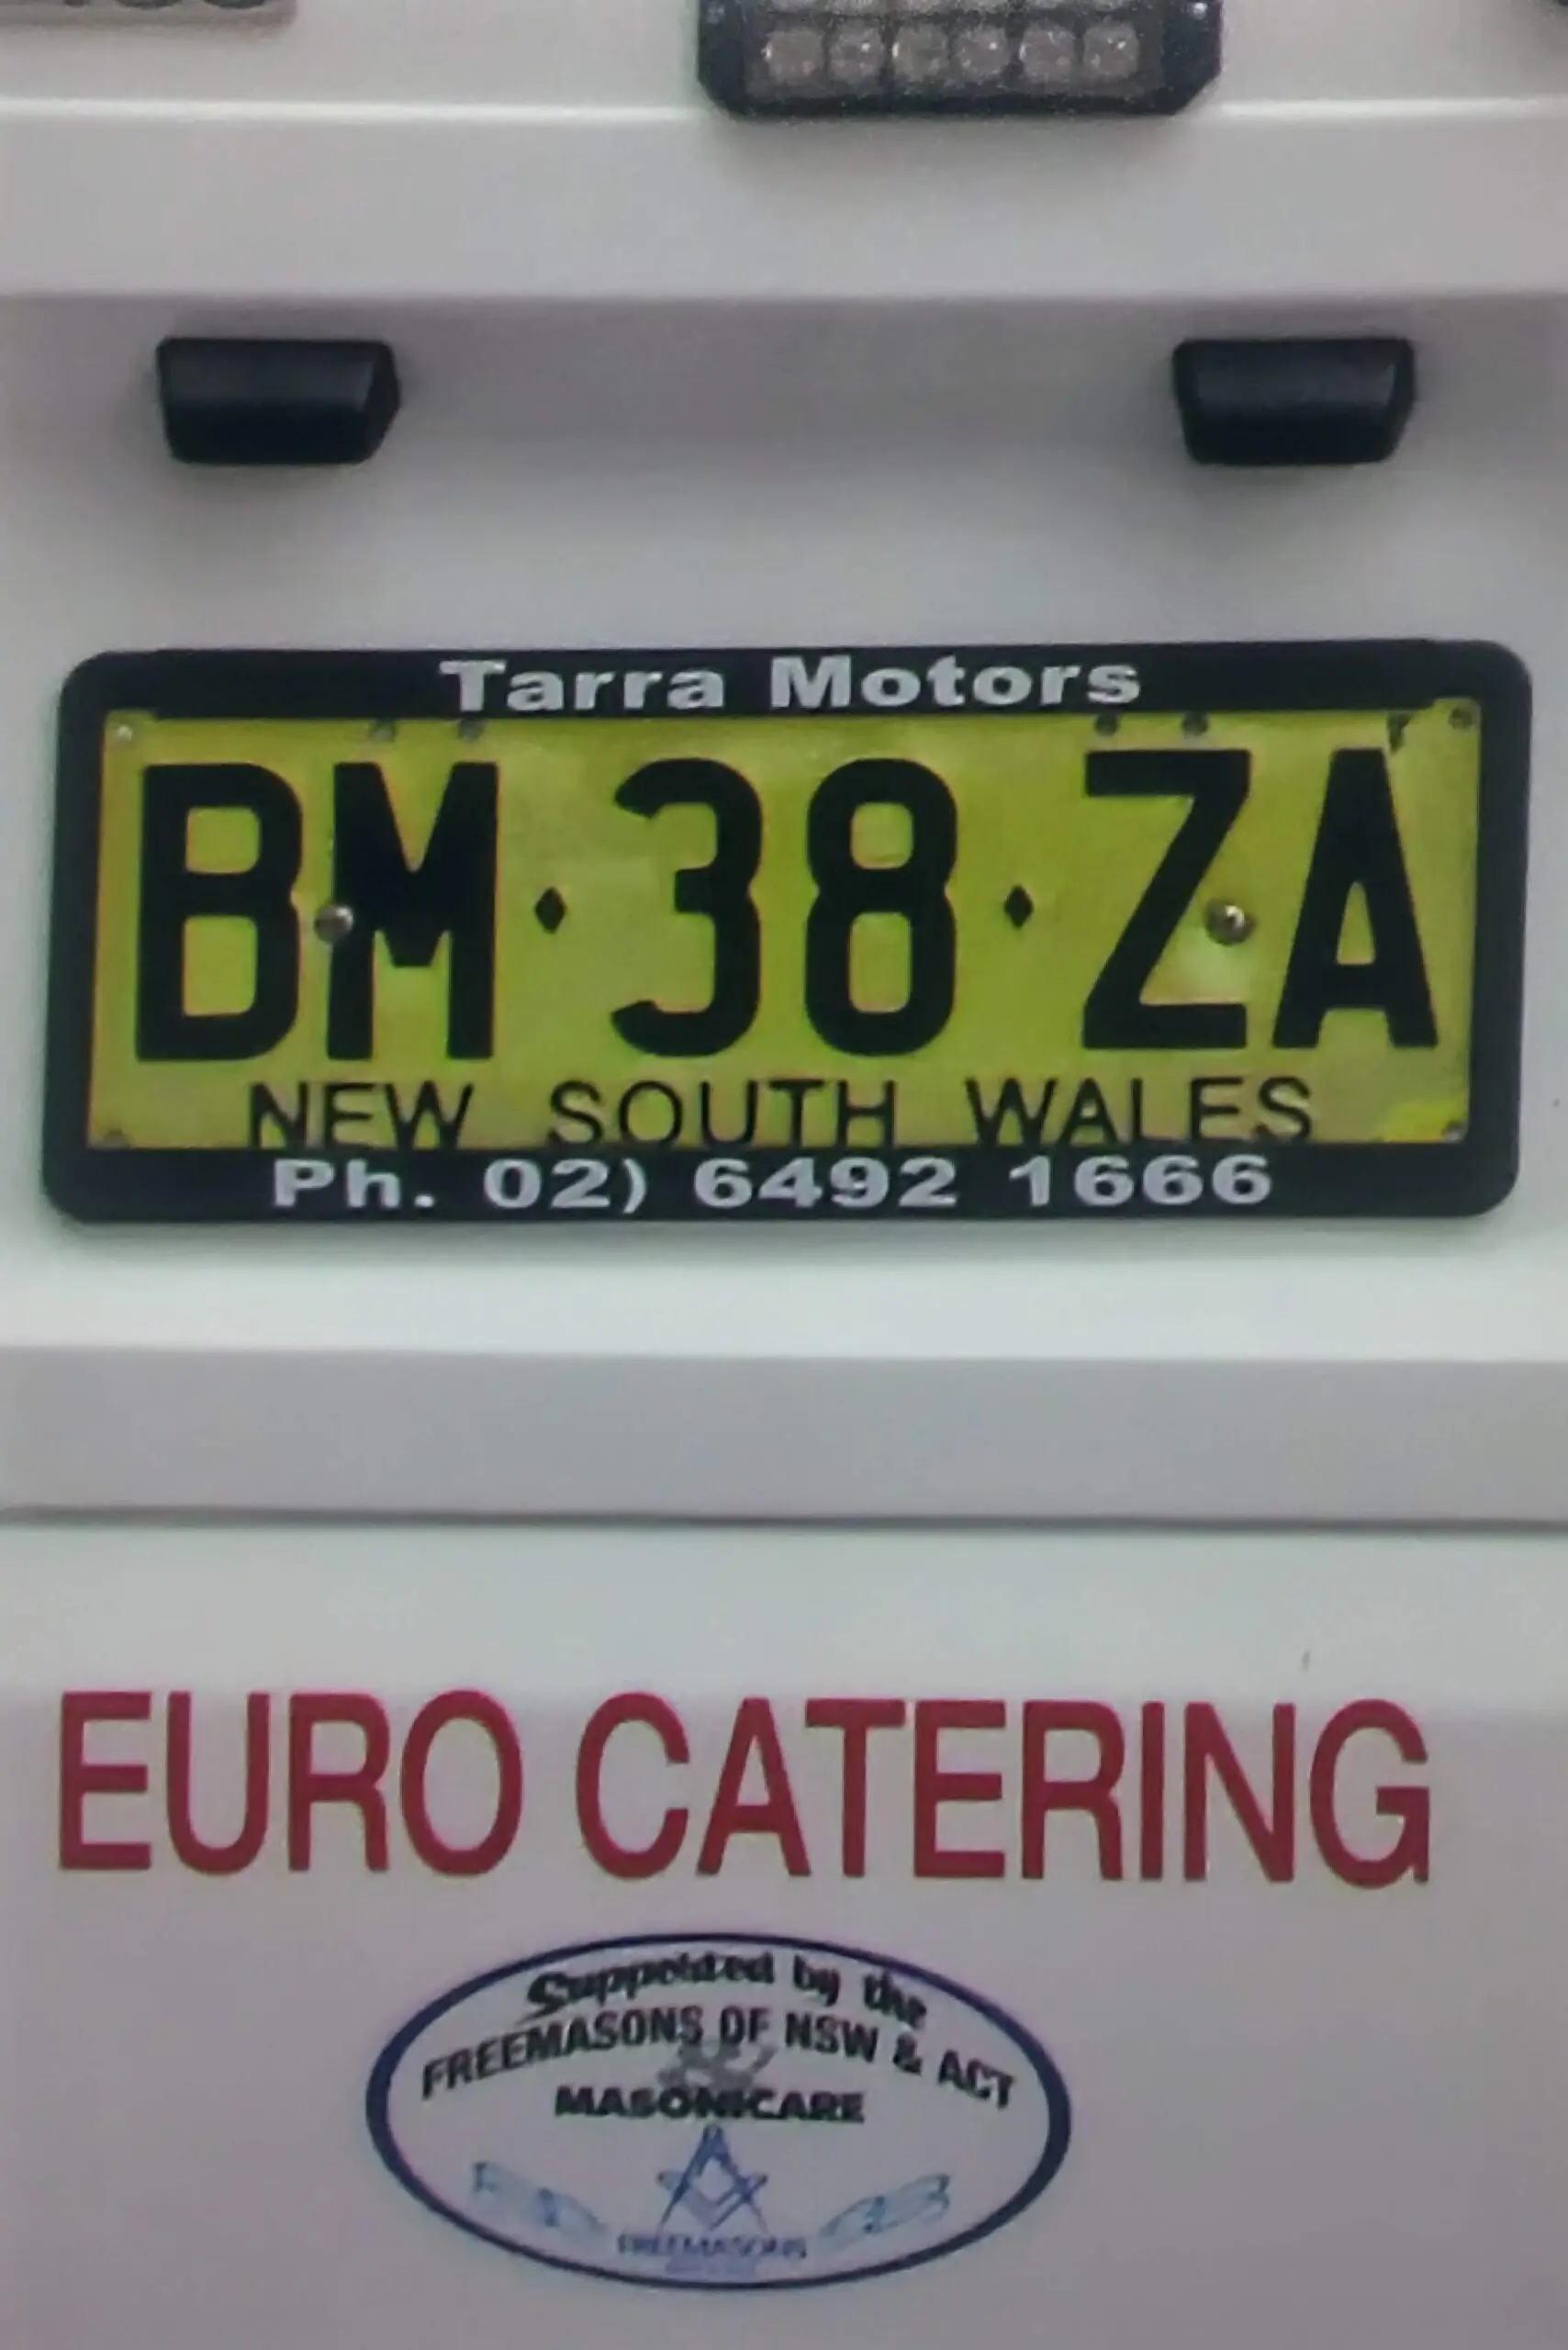 Tarra Motors
BM·38·ZA
NEW SOUTH WALES
Ph. 02) 6492 1666
EURO CATERING
Supported by the
FREEMASONS OF NSW & ACT
MASONICARE
FREEMASONS